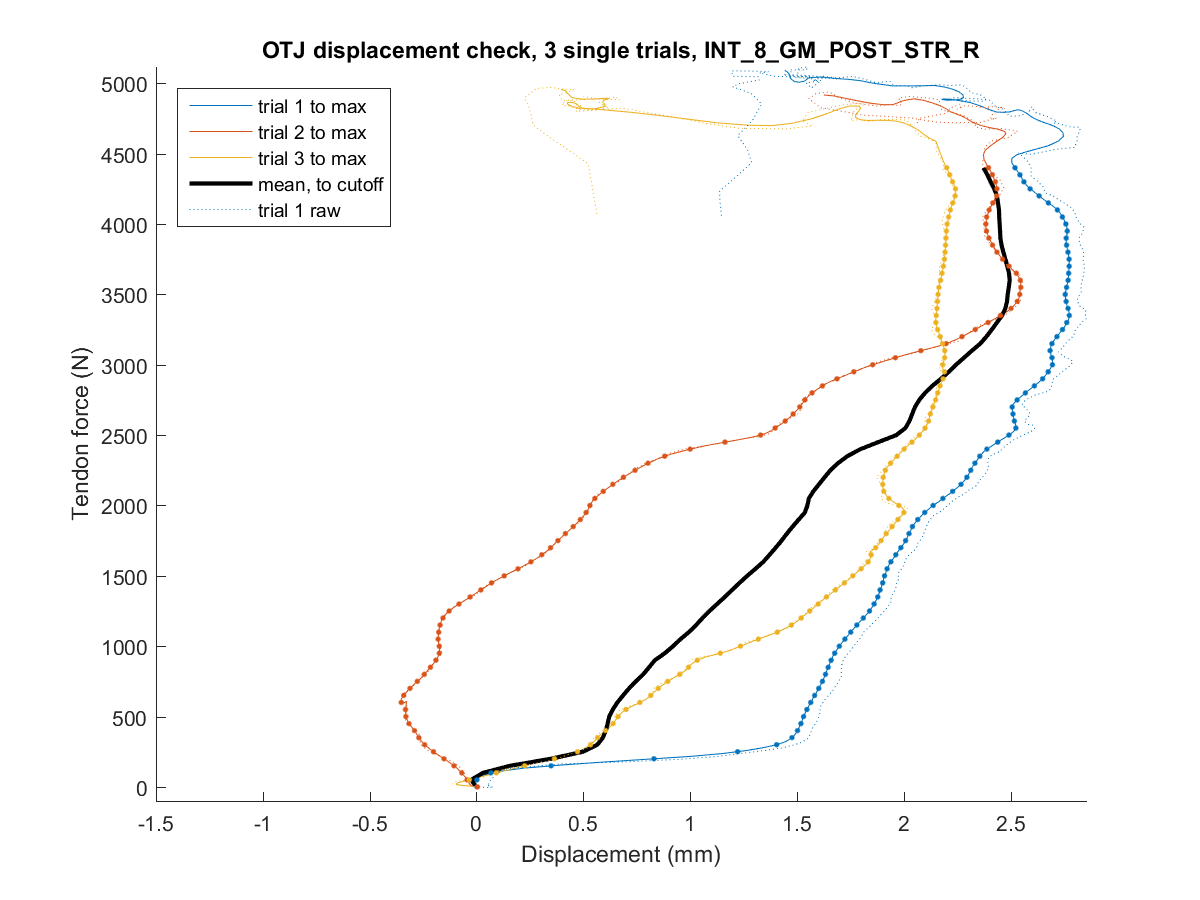 OTJ displacement check, 3 single trials, INT_8_GM_POST_STR_R
5000
4500
4000
3500
3000
2500
2000
1500
1000
500
0
Tendon force (N)
trial 1 to max
trial 2 to max
trial 3 to max
mean, to cutoff
trial 1 raw
-1.5
-1
-0.5
0
0.5
1
1.5
2
2.5
Displacement (mm)